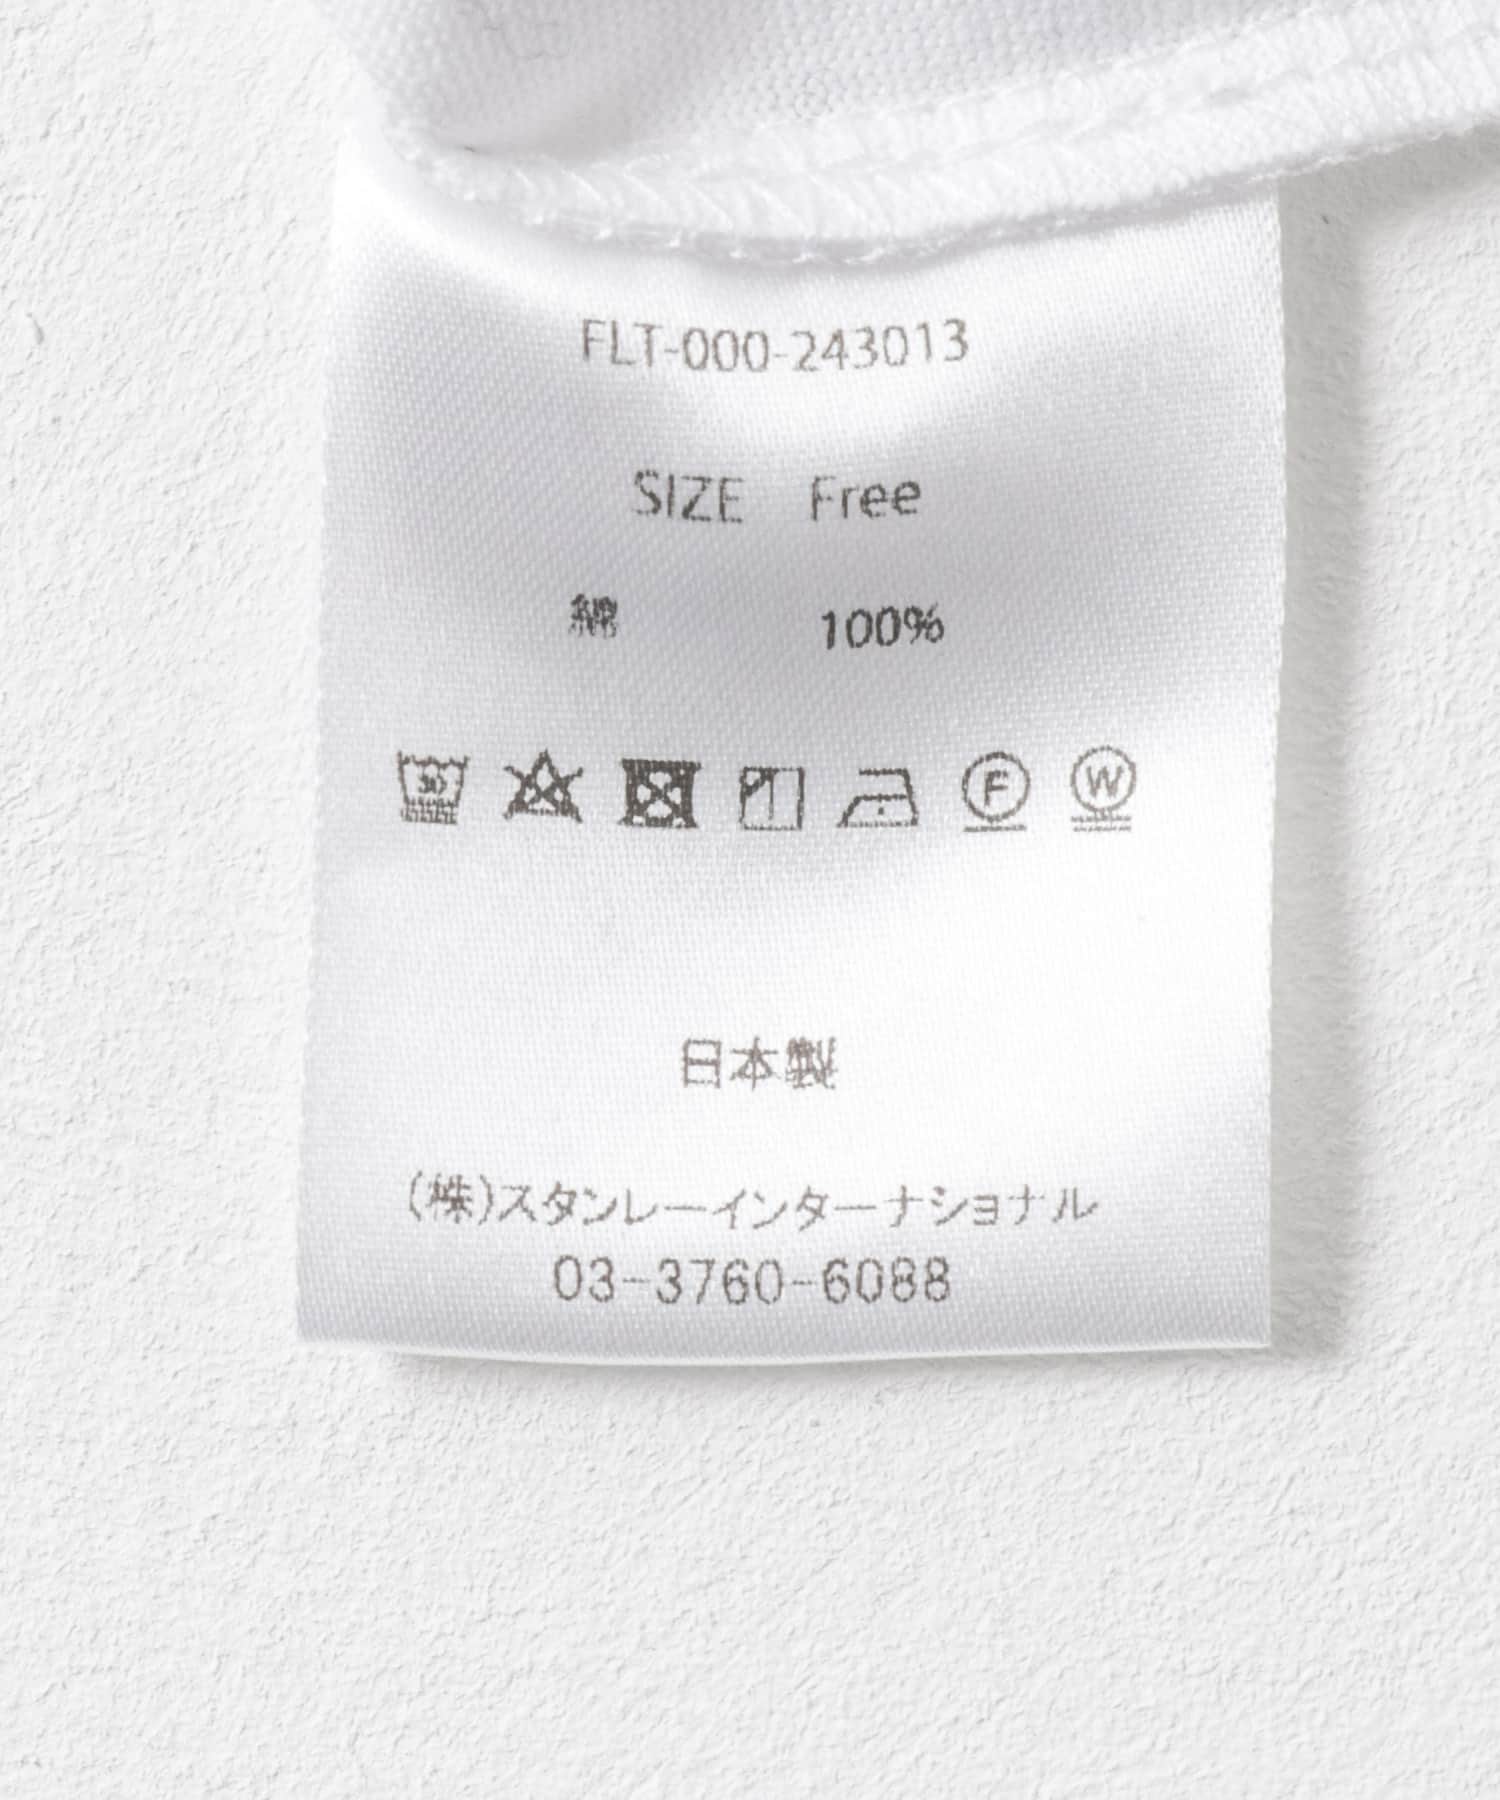 FLT-000-243013
SIZE Free
綿 100%
30 F W
日本製
(株)スタンレーインターナショナル
03-3760-6088